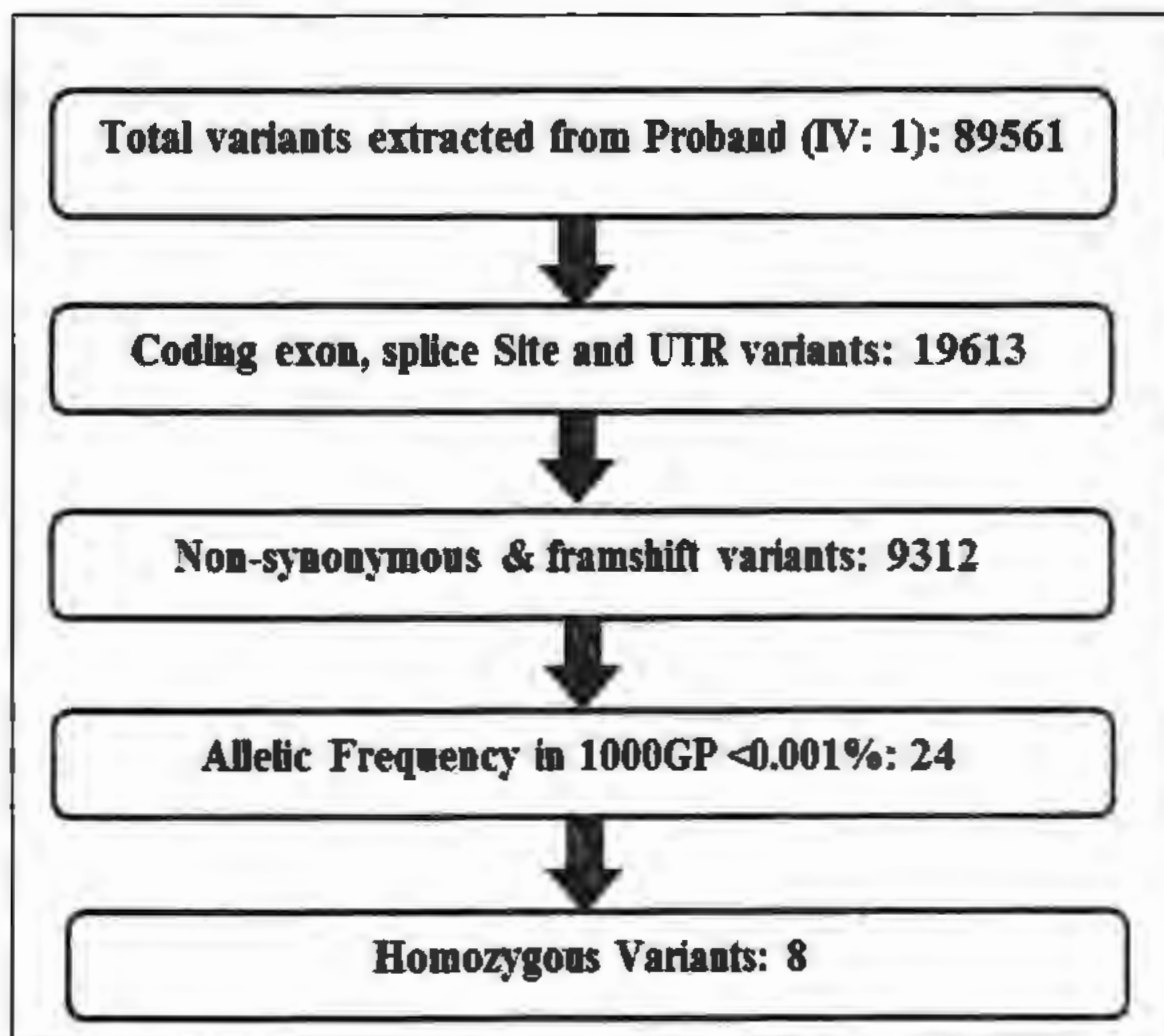 Total variants extracted from Proband (IV: 1): 89561
Coding exon, splice Site and UTR variants: 19613
Non-synonymous & framshift variants: 9312
Allelic Frequency in 1000GP <0.001%: 24
Homozygous Variants: 8